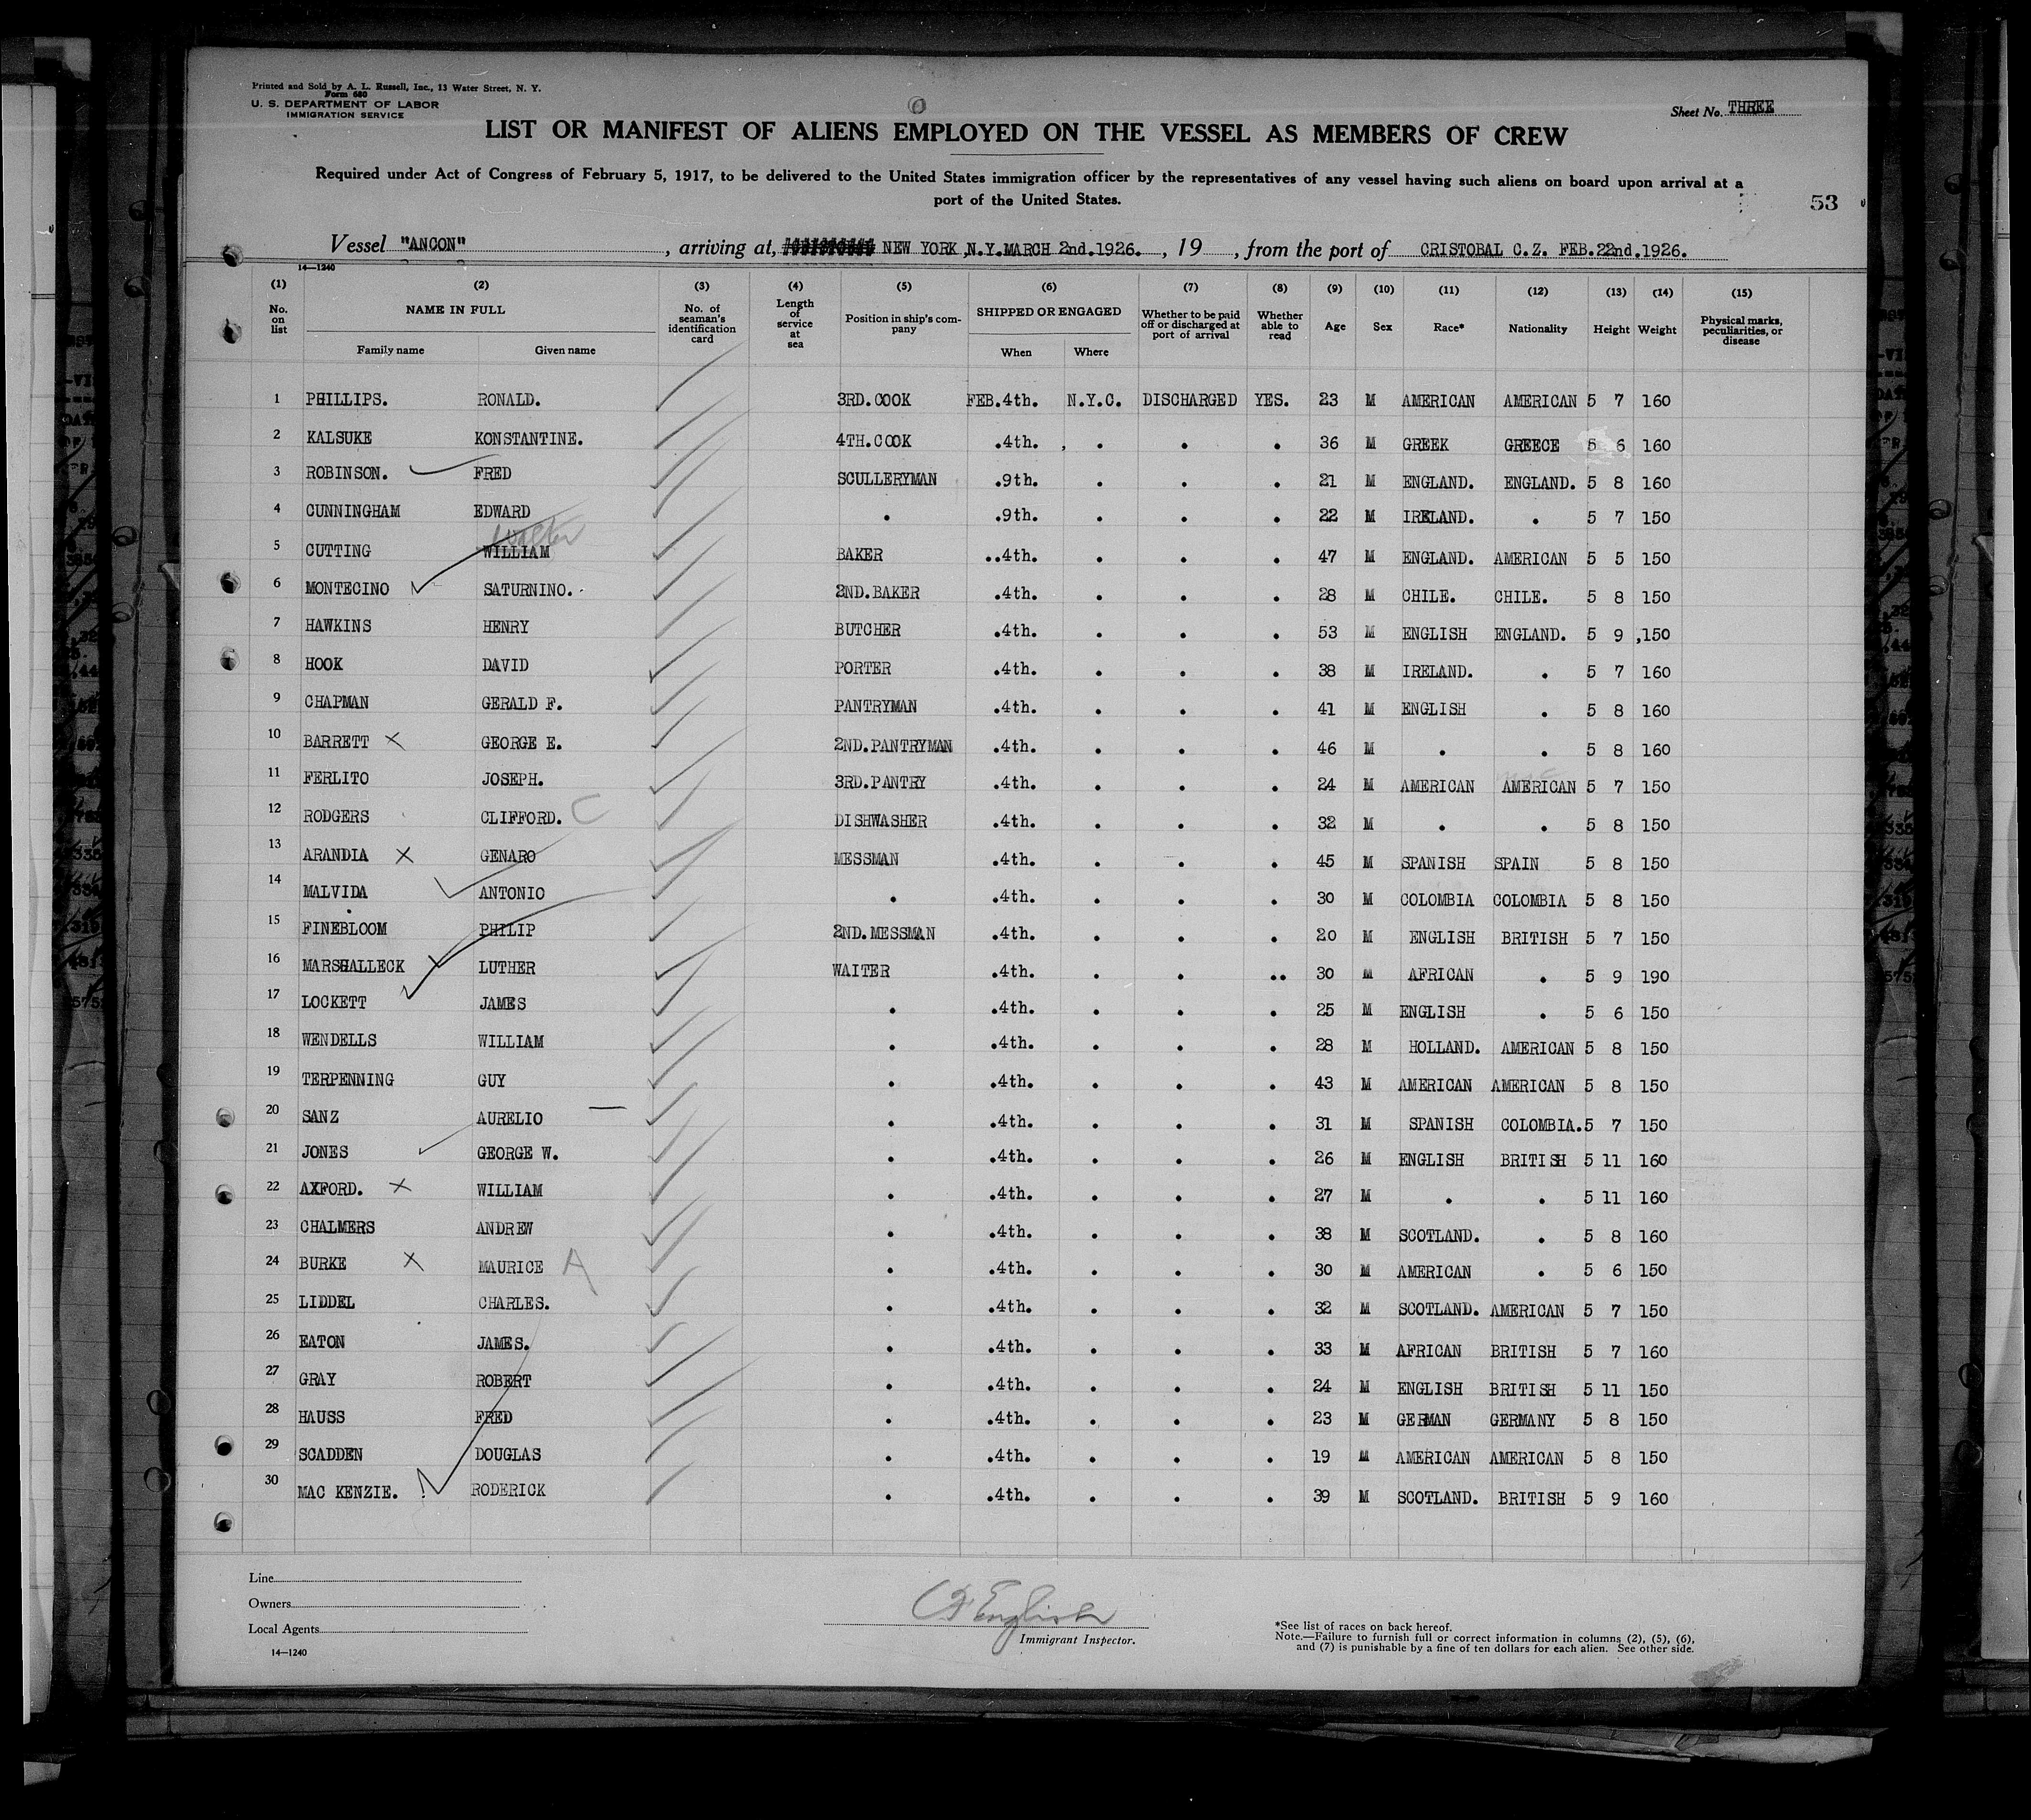 Printed and Sold by A. L. Russell, Inc., 13 Water Street, N. Y.
Form 680
U. S. DEPARTMENT OF LABOR
IMMIGRATION SERVICE
Sheet No. THREE
LIST OR MANIFEST OF ALIENS EMPLOYED ON THE VESSEL AS MEMBERS OF CREW
Required under Act of Congress of February 5, 1917, to be delivered to the United States immigration officer by the representatives of any vessel having such aliens on board upon arrival at a
port of the United States.
53
Vessel "ANCON", arriving at, NEW YORK, N.Y. MARCH 2nd.1926., 19, from the port of CRISTOBAL C.Z. FEB.22nd.1926.
14—1240
(1) (2) (3) (4) (5) (6) (7) (8) (9) (10) (11) (12) (13) (14) (15)
No. on list NAME IN FULL Family name Given name No. of seaman's identification card Length of service at sea Position in ship's company SHIPPED OR ENGAGED When Where Whether to be paid off or discharged at port of arrival Whether able to read Age Sex Race* Nationality Height Weight Physical marks, peculiarities, or disease
1 PHILLIPS. RONALD. 3RD.COOK FEB.4th. N.Y.C. DISCHARGED YES. 23 M AMERICAN AMERICAN 5 7 160
2 KALSUKE KONSTANTINE. 4TH.COOK .4th. , . . . 36 M GREEK GREECE 5 6 160
3 ROBINSON. FRED SCULLERYMAN .9th. . . . 21 M ENGLAND. ENGLAND. 5 8 160
4 CUNNINGHAM EDWARD . .9th. . . . 22 M IRELAND. . 5 7 150
Walter
5 CUTTING WILLIAM BAKER ..4th. . . . 47 M ENGLAND. AMERICAN 5 5 150
6 MONTECINO SATURNINO. 2ND.BAKER .4th. . . . 28 M CHILE. CHILE. 5 8 150
7 HAWKINS HENRY BUTCHER .4th. . . . 53 M ENGLISH ENGLAND. 5 9 ,150
8 HOOK DAVID PORTER .4th. . . . 38 M IRELAND. . 5 7 160
9 CHAPMAN GERALD F. PANTRYMAN .4th. . . . 41 M ENGLISH . 5 8 160
10 BARRETT X GEORGE E. 2ND.PANTRYMAN .4th. . . . 46 M . . 5 8 160
11 FERLITO JOSEPH. 3RD.PANTRY .4th. . . . 24 M AMERICAN AMERICAN 5 7 150
12 RODGERS CLIFFORD. C DISHWASHER .4th. . . . 32 M . . 5 8 150
13 ARANDIA X GENARO MESSMAN .4th. . . . 45 M SPANISH SPAIN 5 8 150
14 MALVIDA ANTONIO . .4th. . . . 30 M COLOMBIA COLOMBIA 5 8 150
15 FINEBLOOM PHILIP 2ND.MESSMAN .4th. . . . 20 M ENGLISH BRITISH 5 7 150
16 MARSHALLECK LUTHER WAITER .4th. . . .. 30 M AFRICAN . 5 9 190
17 LOCKETT JAMES . .4th. . . . 25 M ENGLISH . 5 6 150
18 WENDELLS WILLIAM . .4th. . . . 28 M HOLLAND. AMERICAN 5 8 150
19 TERPENNING GUY . .4th. . . . 43 M AMERICAN AMERICAN 5 8 150
20 SANZ AURELIO — . .4th. . . . 31 M SPANISH COLOMBIA. 5 7 150
21 JONES GEORGE W. . .4th. . . . 26 M ENGLISH BRITISH 5 11 160
22 AXFORD. X WILLIAM . .4th. . . . 27 M . . 5 11 160
23 CHALMERS ANDREW . .4th. . . . 38 M SCOTLAND. . 5 8 160
24 BURKE X MAURICE A . .4th. . . . 30 M AMERICAN . 5 6 150
25 LIDDEL CHARLES. . .4th. . . . 32 M SCOTLAND. AMERICAN 5 7 150
26 EATON JAMES. . .4th. . . . 33 M AFRICAN BRITISH 5 7 160
27 GRAY ROBERT . .4th. . . . 24 M ENGLISH BRITISH 5 11 150
28 HAUSS FRED . .4th. . . . 23 M GERMAN GERMANY 5 8 150
29 SCADDEN DOUGLAS . .4th. . . . 19 M AMERICAN AMERICAN 5 8 150
30 MAC KENZIE. RODERICK . .4th. . . . 39 M SCOTLAND. BRITISH 5 9 160
Line
Owners
Local Agents
14—1240
English
Immigrant Inspector.
*See list of races on back hereof.
Note.—Failure to furnish full or correct information in columns (2), (5), (6),
and (7) is punishable by a fine of ten dollars for each alien. See other side.